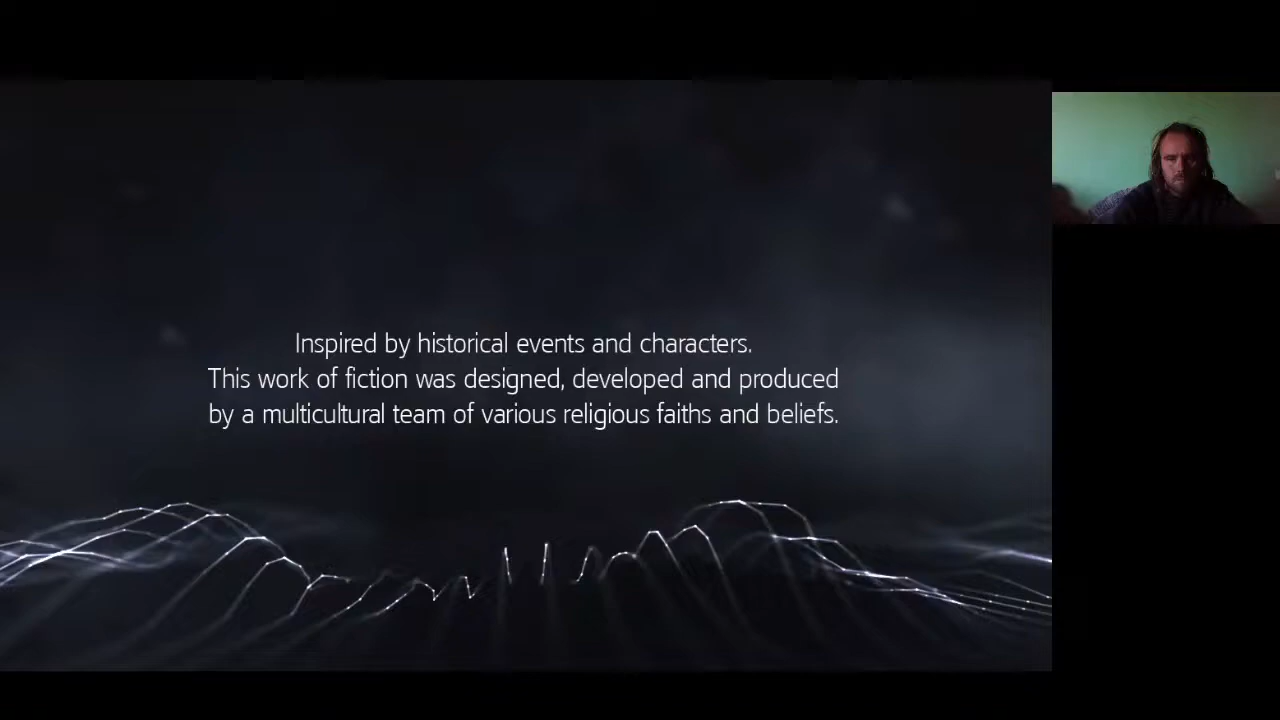 Inspired by historical events and characters.
This work of fiction was designed, developed and produced
by a multicultural team of various religious faiths and beliefs.